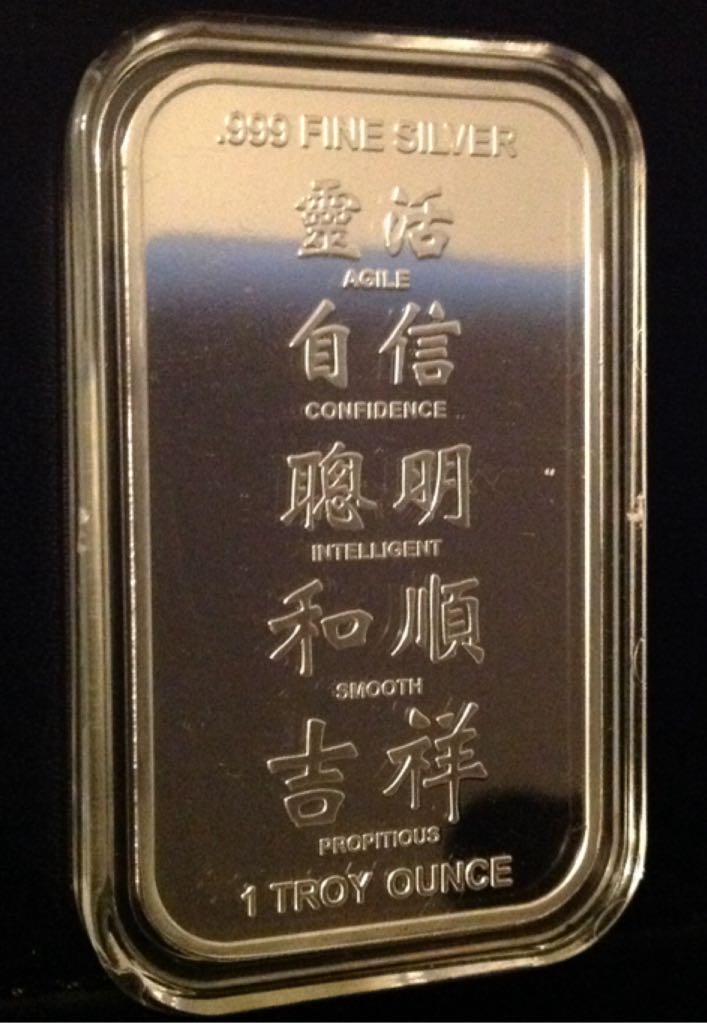 .999 FINE SILVER
靈活
AGILE
自信
CONFIDENCE
聰明
INTELLIGENT
和順
SMOOTH
吉祥
PROPITIOUS
1 TROY OUNCE